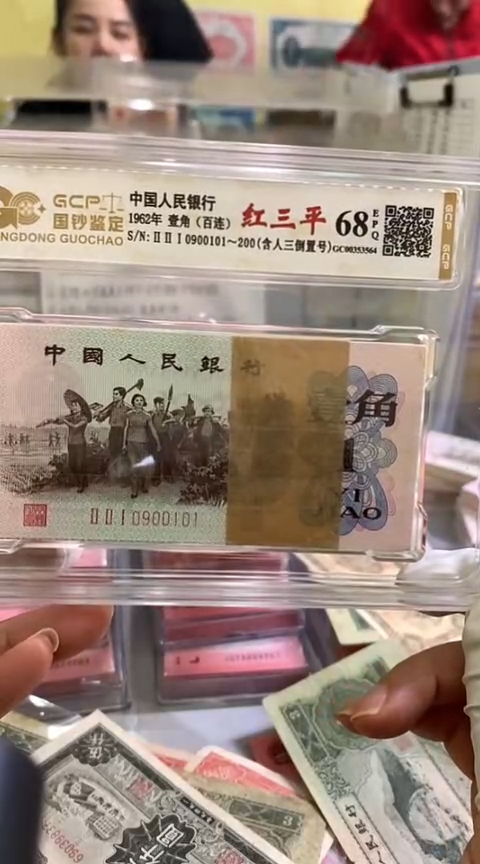 GCP
国钞鉴定
NGDONG GUOCHAO
中国人民银行
1962年 壹角（百连）
S/N: II II I 0900101～200(含人三倒置号)
红三平
68
EPQ
GC00353564
GCP GCP
中國人民銀行
壹角
YI
JIAO
II II I 0900101